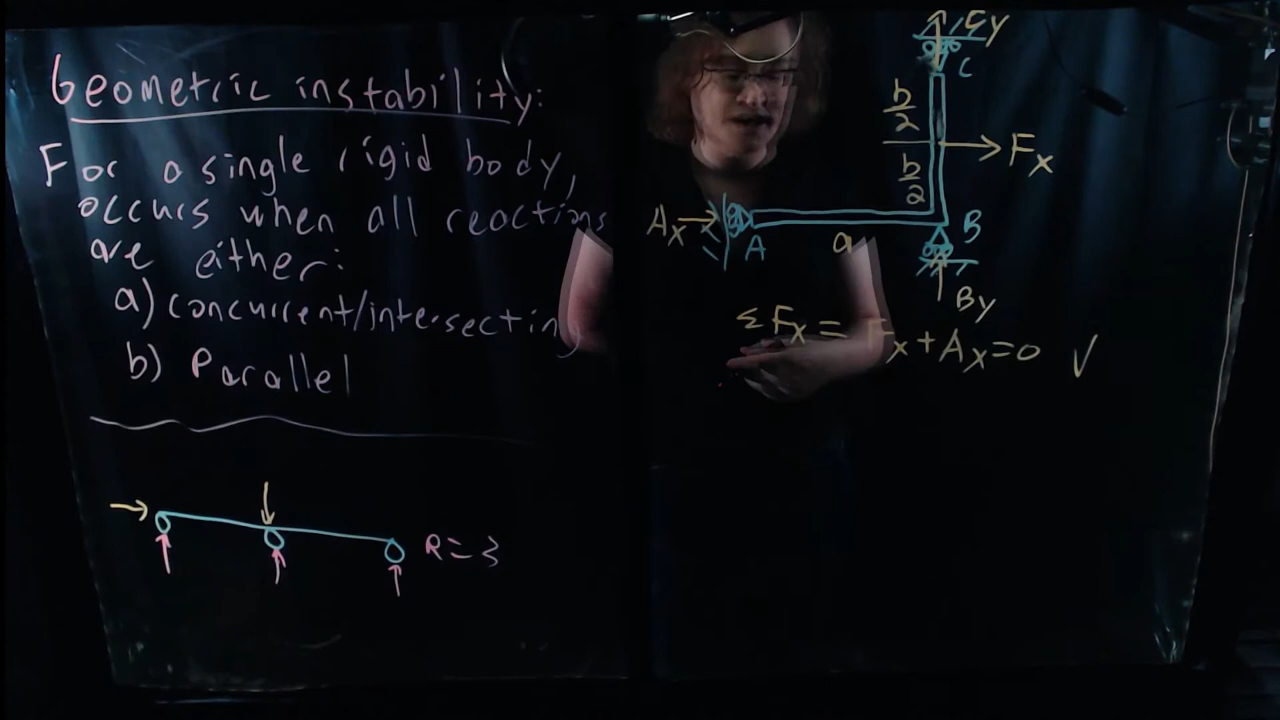 Geometric instability:
For a single rigid body,
occurs when all reactions
are either:
a) concurrent/intersecting
b) Parallel
R=3
Cy
C
b/2
Fx
b/2
Ax
A
a
B
By
ΣFx = Fx+Ax=0 √